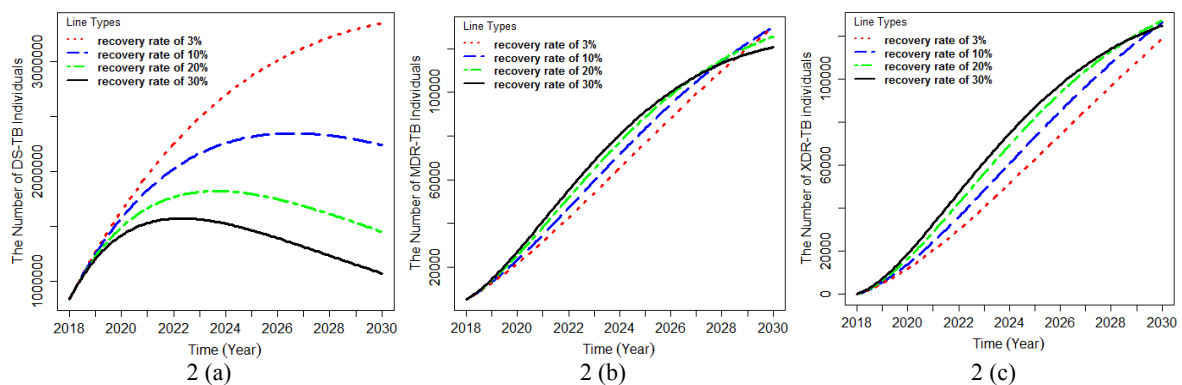 Line Types
recovery rate of 3%
recovery rate of 10%
recovery rate of 20%
recovery rate of 30%
The Number of DS-TB Individuals
1000000
2000000
3000000
2018 2020 2022 2024 2026 2028 2030
Time (Year)
2 (a)
Line Types
recovery rate of 3%
recovery rate of 10%
recovery rate of 20%
recovery rate of 30%
The Number of MDR-TB Individuals
20000
60000
100000
2018 2020 2022 2024 2026 2028 2030
Time (Year)
2 (b)
Line Types
recovery rate of 3%
recovery rate of 10%
recovery rate of 20%
recovery rate of 30%
The Number of XDR-TB Individuals
0
20000
40000
60000
80000
100000
2018 2020 2022 2024 2026 2028 2030
Time (Year)
2 (c)